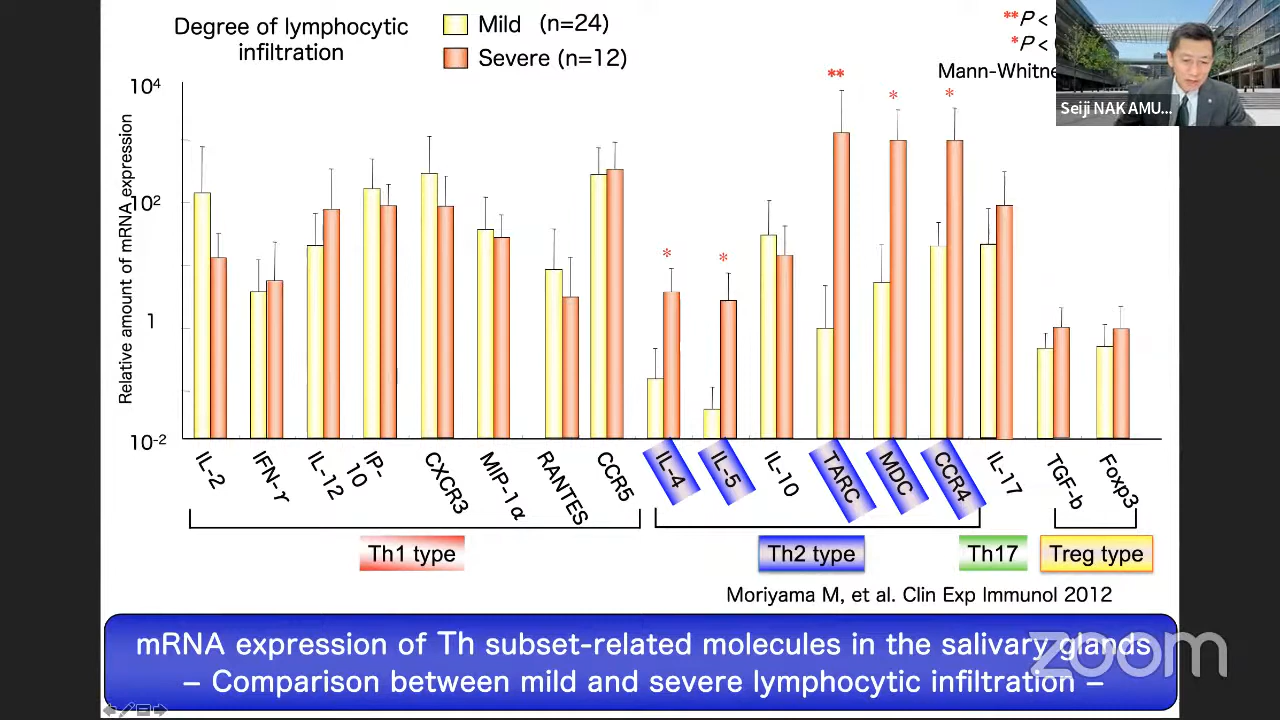 Degree of lymphocytic
infiltration
Mild (n=24)
Severe (n=12)
**P <
*P <
Mann-Whitne
Seiji NAKAMU...
Relative amount of mRNA expression
10⁴
10²
1
10⁻²
** * * * *
IL-2 IFN-γ IL-12 IP-10 CXCR3 MIP-1α RANTES CCR5 IL-4 IL-5 IL-10 TARC MDC CCR4 IL-17 TGF-b Foxp3
Th1 type Th2 type Th17 Treg type
Moriyama M, et al. Clin Exp Immunol 2012
mRNA expression of Th subset-related molecules in the salivary glands
– Comparison between mild and severe lymphocytic infiltration –
zoom